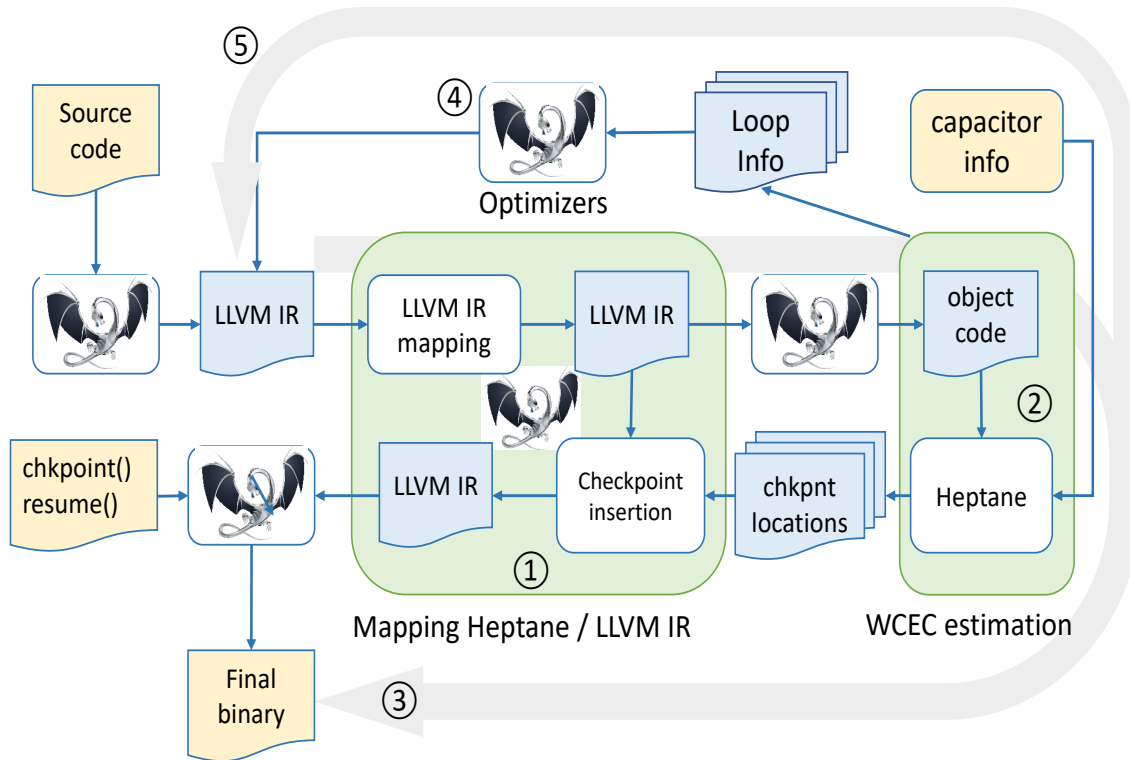 ⑤
④
Source
code
Loop
Info
capacitor
info
Optimizers
LLVM IR
LLVM IR
mapping
LLVM IR
object
code
②
chkpoint()
resume()
LLVM IR
Checkpoint
insertion
chkpnt
locations
Heptane
①
Mapping Heptane / LLVM IR
WCEC estimation
Final
binary
③